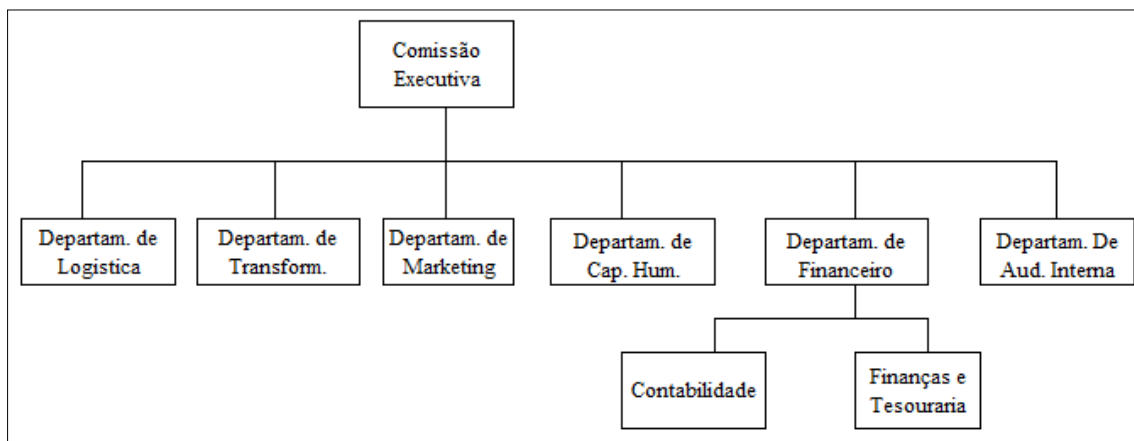 Comissão
Executiva
Departam. de
Logistica
Departam. de
Transform.
Departam. de
Marketing
Departam. de
Cap. Hum.
Departam. de
Financeiro
Departam. De
Aud. Interna
Contabilidade
Finanças e
Tesouraria